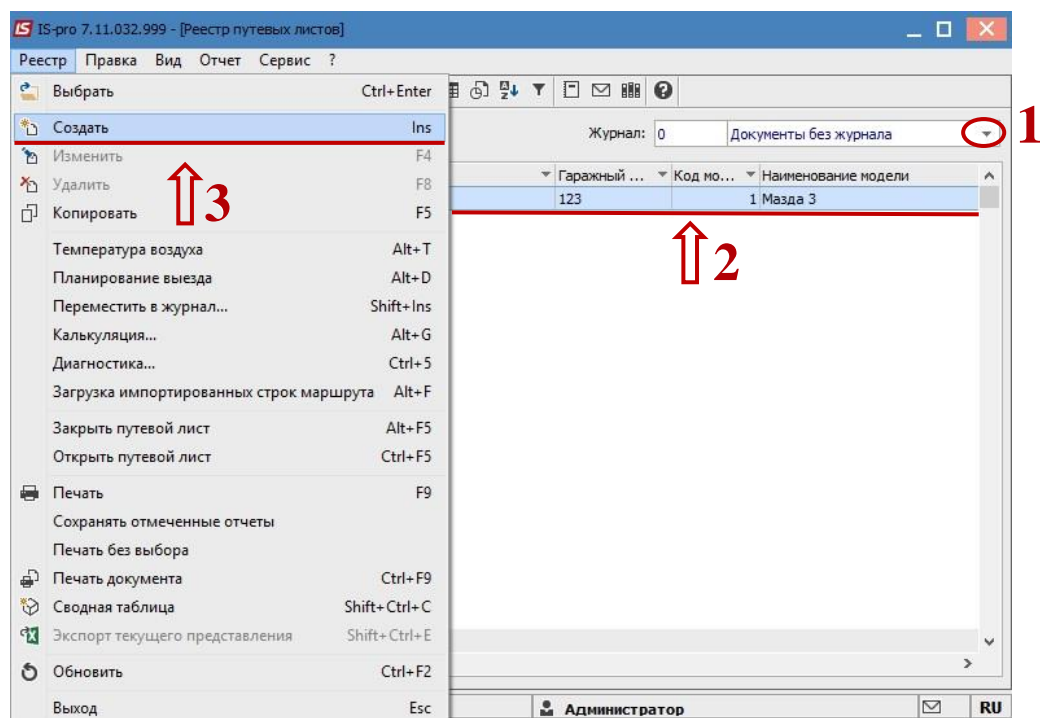 IS-pro 7.11.032.999 - [Реестр путевых листов]
Реестр Правка Вид Отчет Сервис ?
Выбрать Ctrl+Enter
Создать Ins
Журнал: 0 Документы без журнала
1
Изменить F4
Удалить F8
Гаражный ... Код мо... Наименование модели
Копировать F5
123 1 Мазда 3
3
2
Температура воздуха Alt+T
Планирование выезда Alt+D
Переместить в журнал... Shift+Ins
Калькуляция... Alt+G
Диагностика... Ctrl+5
Загрузка импортированных строк маршрута Alt+F
Закрыть путевой лист Alt+F5
Открыть путевой лист Ctrl+F5
Печать F9
Сохранять отмеченные отчеты
Печать без выбора
Печать документа Ctrl+F9
Сводная таблица Shift+Ctrl+C
Экспорт текущего представления Shift+Ctrl+E
Обновить Ctrl+F2
Выход Esc
Администратор RU